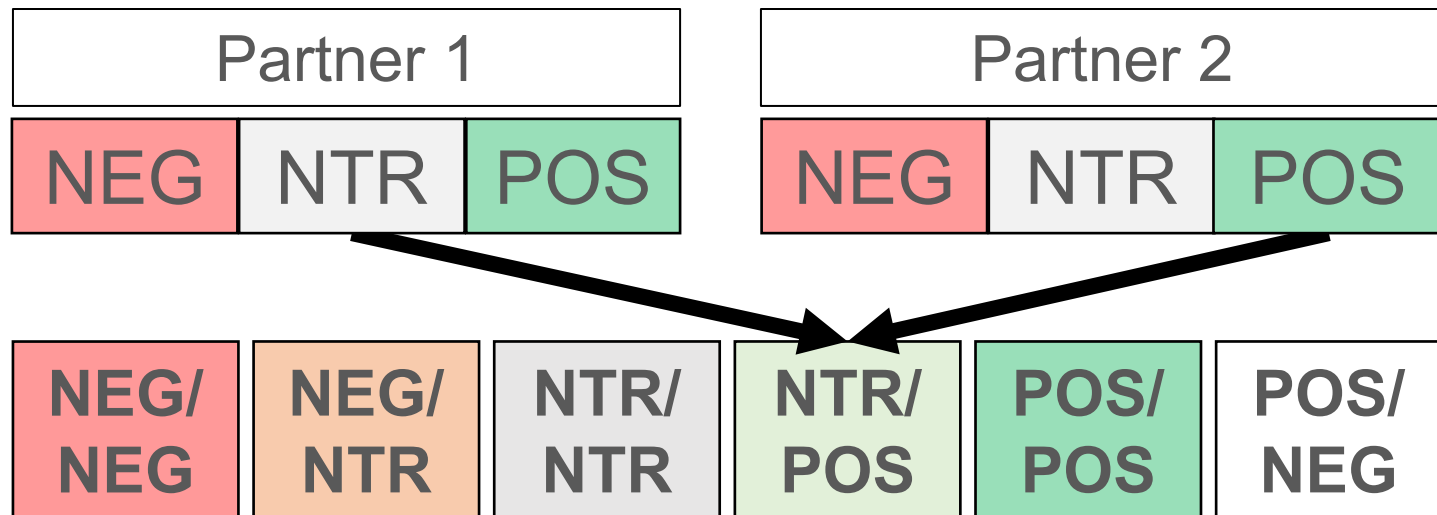 Partner 1
Partner 2
NEG NTR POS
NEG NTR POS
NEG/
NEG
NEG/
NTR
NTR/
NTR
NTR/
POS
POS/
POS
POS/
NEG